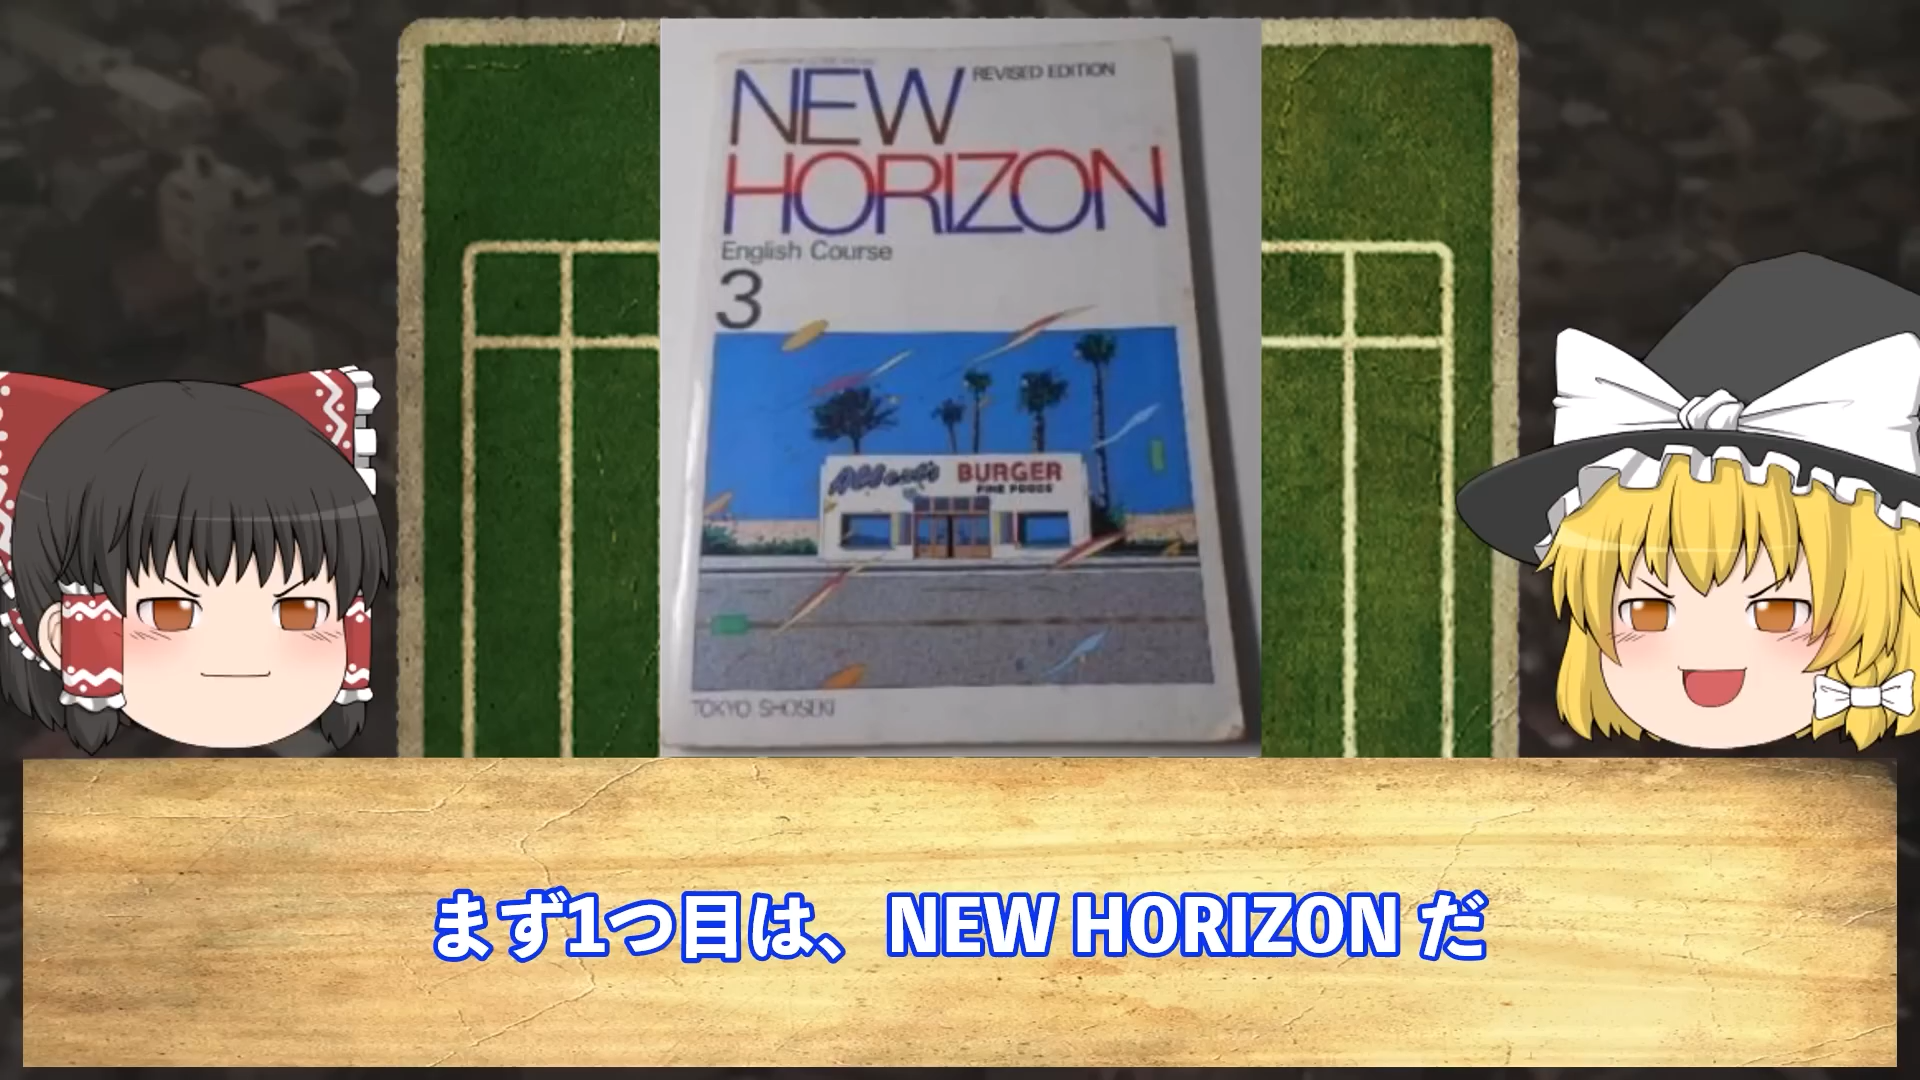 NEW
REVISED EDITION
HORIZON
English Course
3
BURGER
FINE FOODS
TOKYO SHOSEKI
まず1つ目は、NEW HORIZON だ